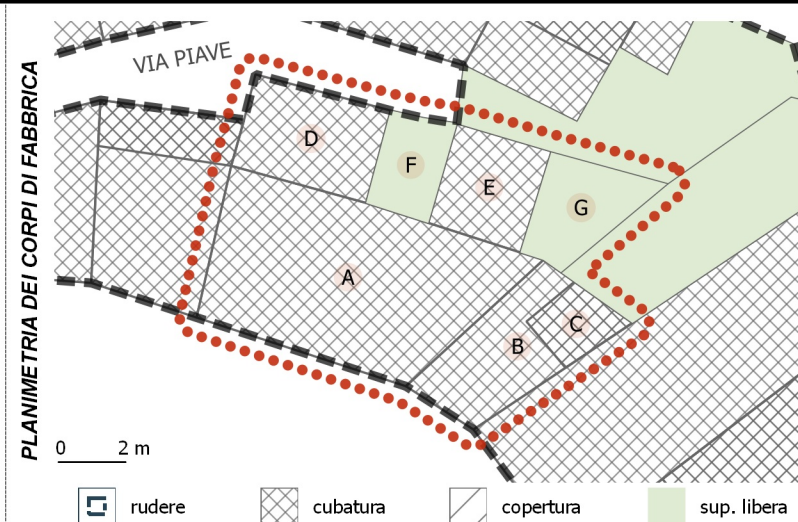 PLANIMETRIA DEI CORPI DI FABBRICA
VIA PIAVE
D
F
E
G
A
C
B
0 2 m
rudere cubatura copertura sup. libera